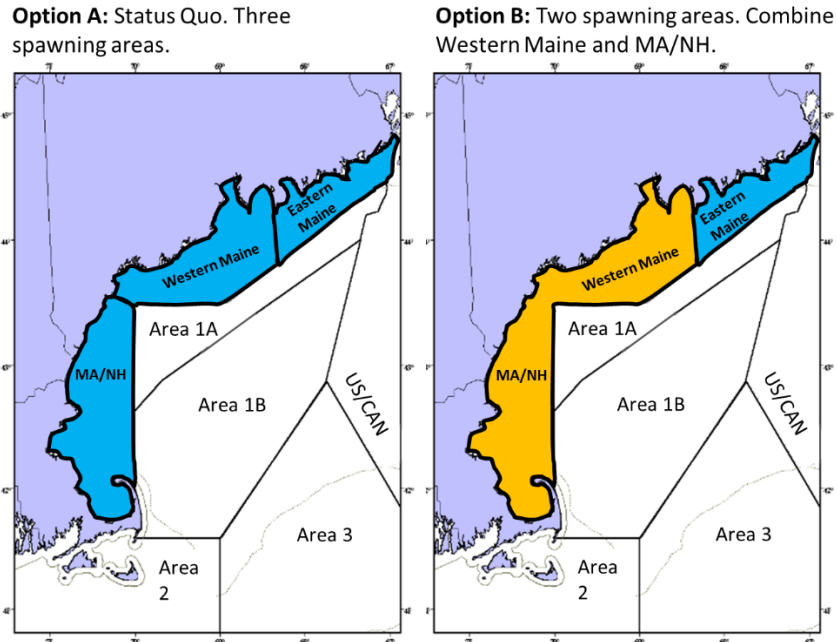 Option A: Status Quo. Three
spawning areas.
Eastern
Maine
Western Maine
Area 1A
MA/NH
Area 1B
US/CAN
Area 3
Area
2
Option B: Two spawning areas. Combine
Western Maine and MA/NH.
Eastern
Maine
Western Maine
Area 1A
MA/NH
Area 1B
US/CAN
Area 3
Area
2